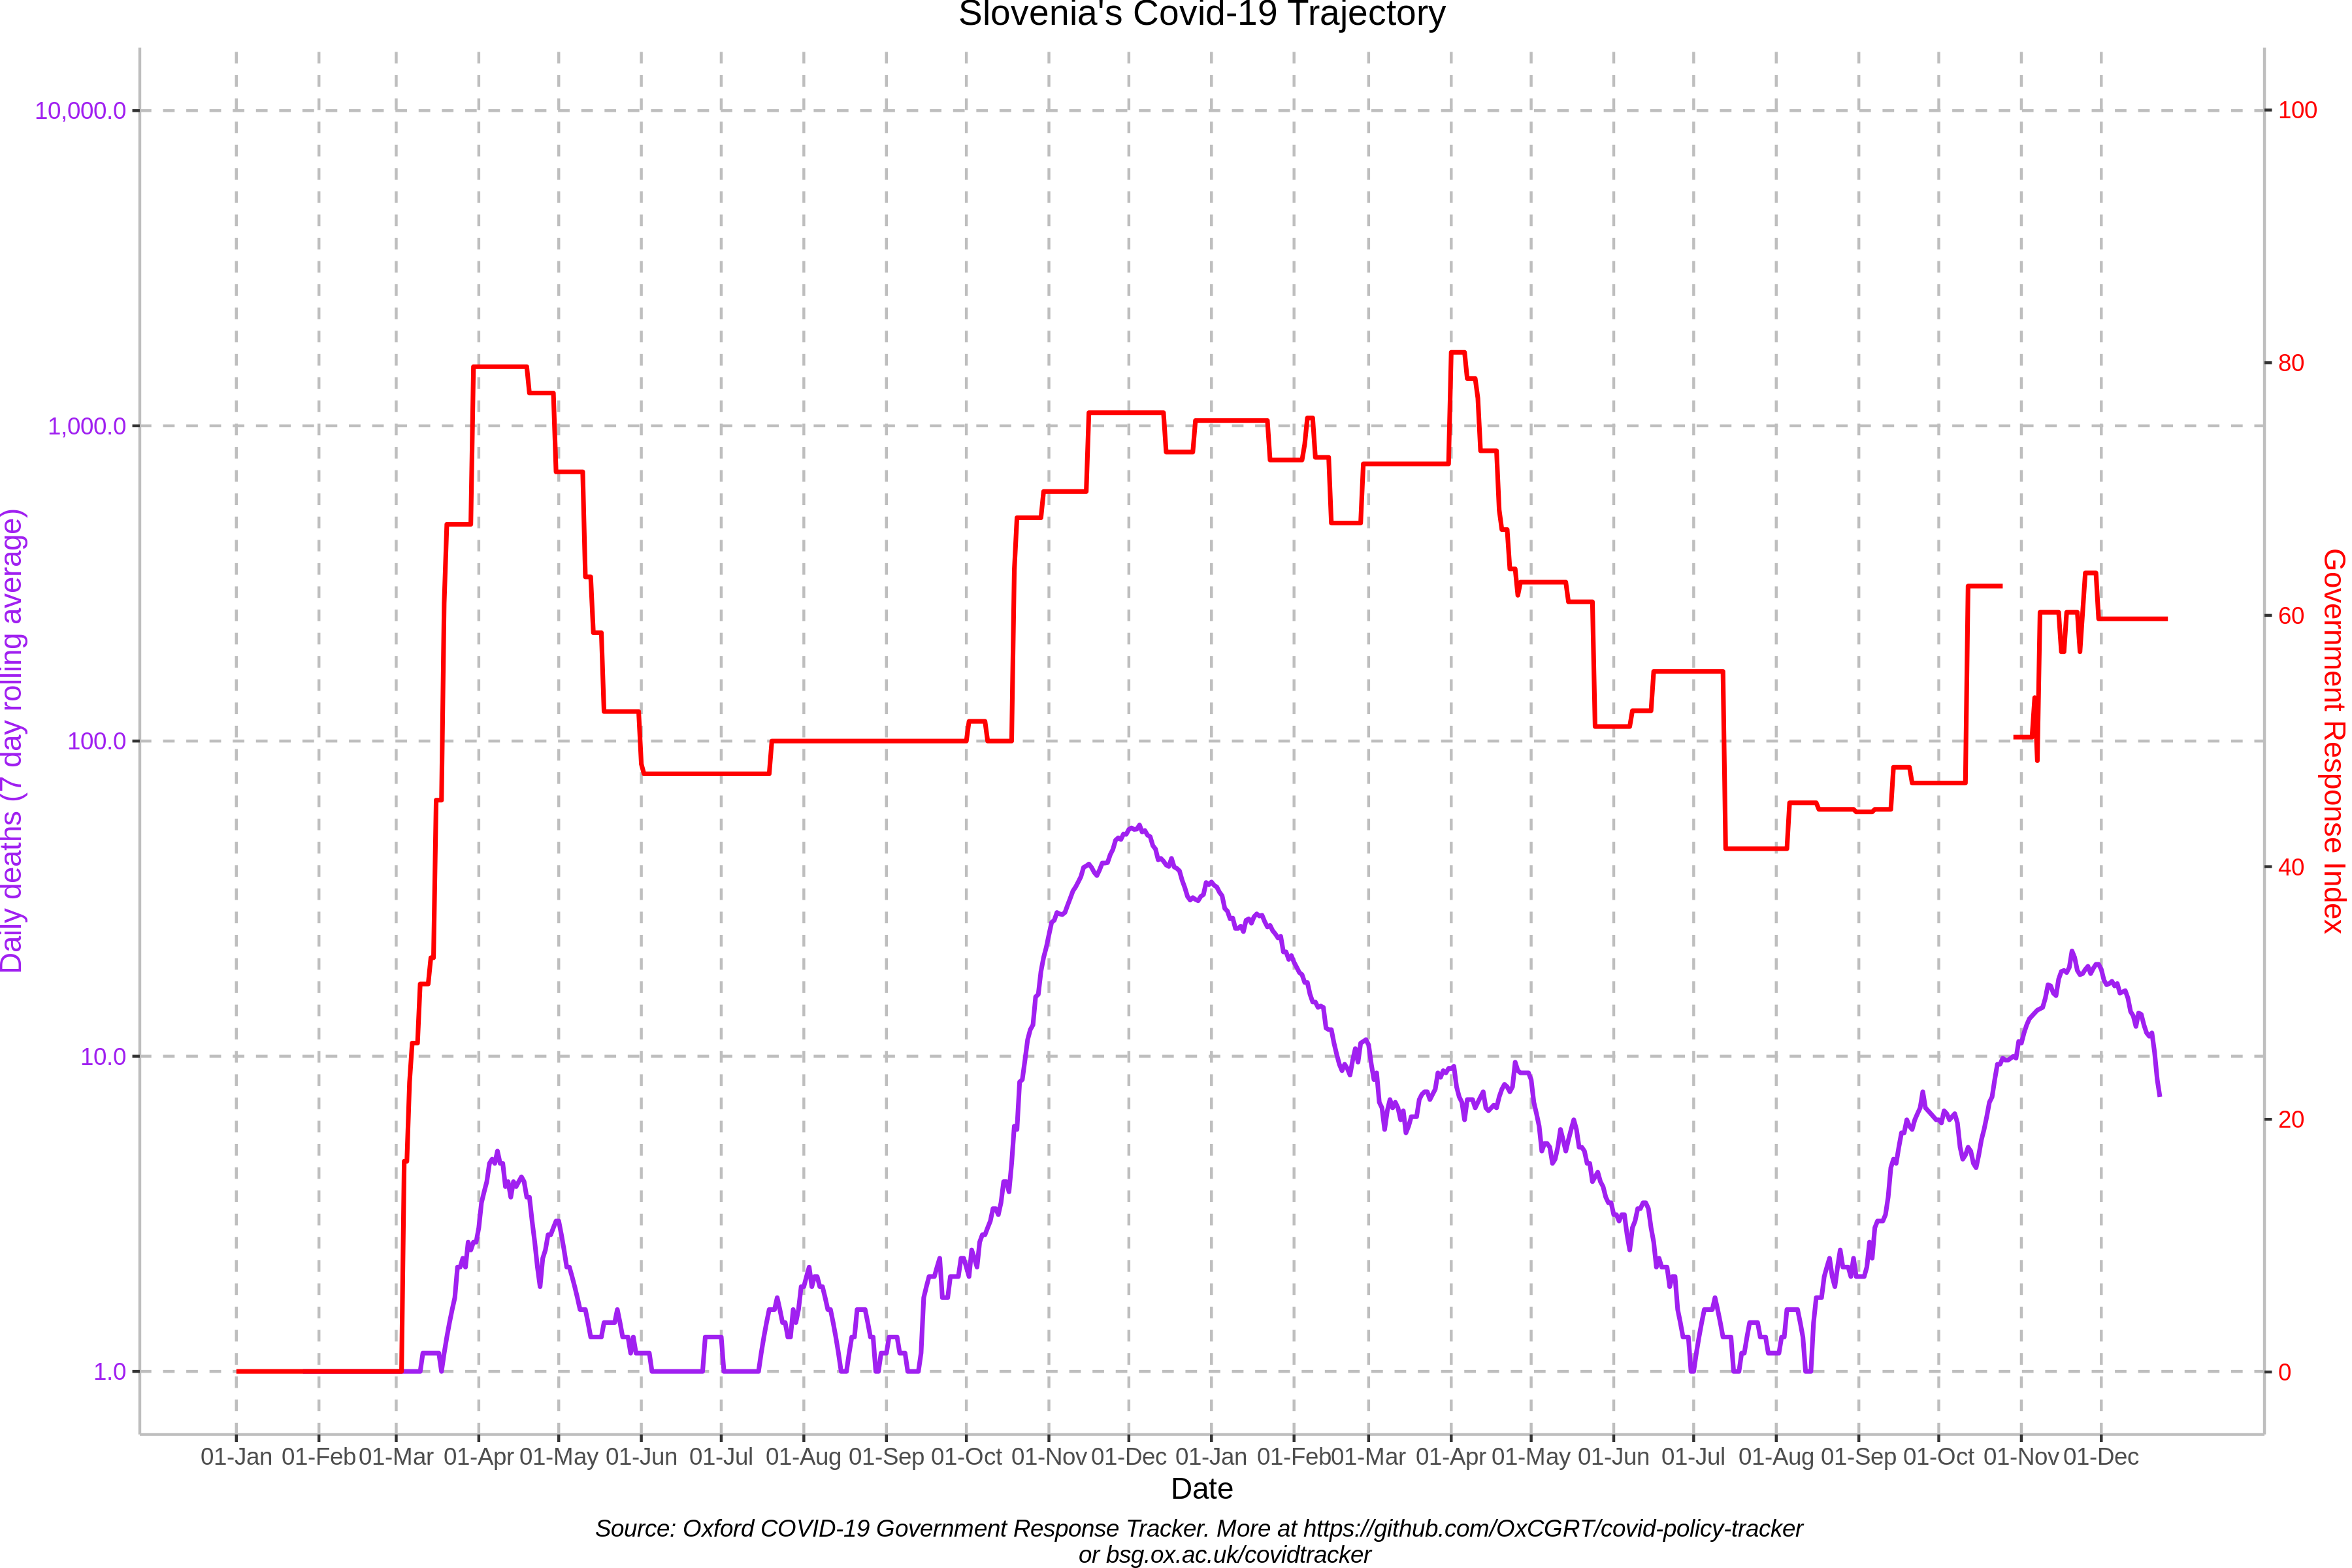 Slovenia's Covid-19 Trajectory
10,000.0
1,000.0
100.0
10.0
1.0
Daily deaths (7 day rolling average)
100
80
60
40
20
0
Government Response Index
01-Jan 01-Feb 01-Mar 01-Apr 01-May 01-Jun 01-Jul 01-Aug 01-Sep 01-Oct 01-Nov 01-Dec 01-Jan 01-Feb 01-Mar 01-Apr 01-May 01-Jun 01-Jul 01-Aug 01-Sep 01-Oct 01-Nov 01-Dec
Date
Source: Oxford COVID-19 Government Response Tracker. More at https://github.com/OxCGRT/covid-policy-tracker
or bsg.ox.ac.uk/covidtracker